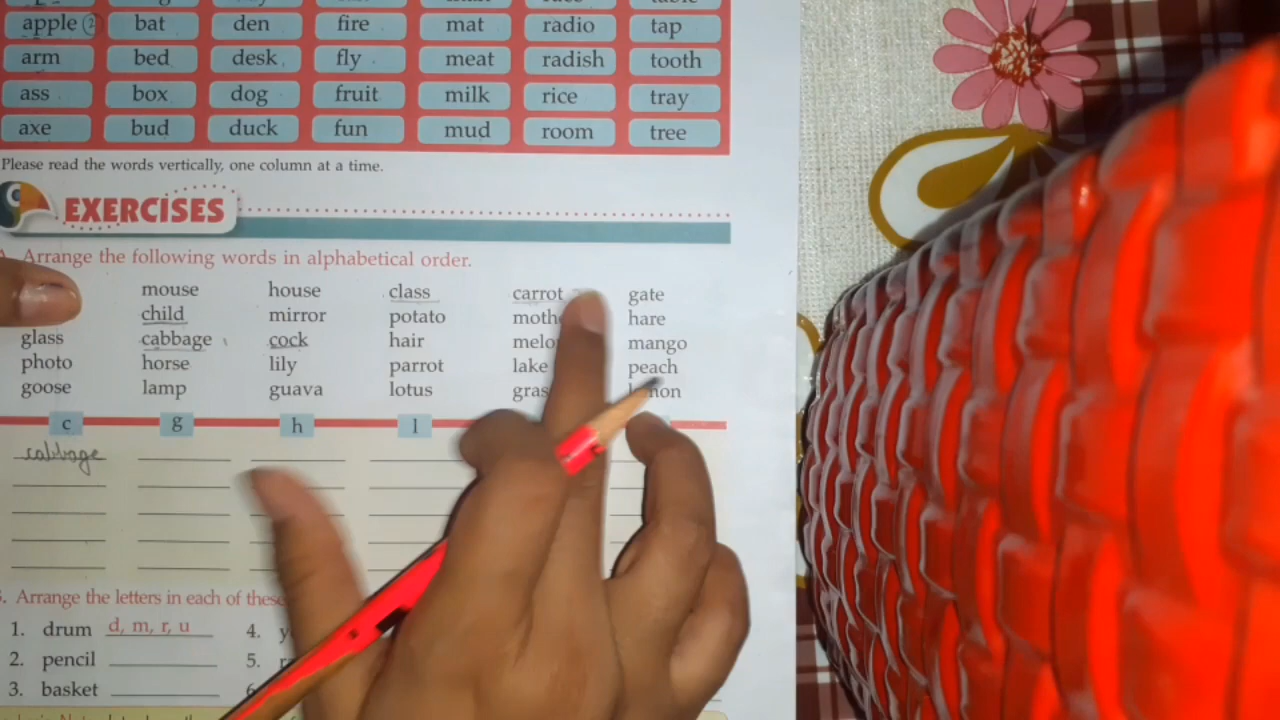 apple 2 bat den fire mat radio tap
arm bed desk fly meat radish tooth
ass box dog fruit milk rice tray
axe bud duck fun mud room tree
Please read the words vertically, one column at a time.
EXERCISES
Arrange the following words in alphabetical order.
mouse house class carrot gate
child mirror potato hare
glass cabbage cock hair mango
photo horse lily parrot lake peach
goose lamp guava lotus
c g h l
cabbage
Arrange the letters in each of these
1. drum d, m, r, u 4.
2. pencil 5.
3. basket